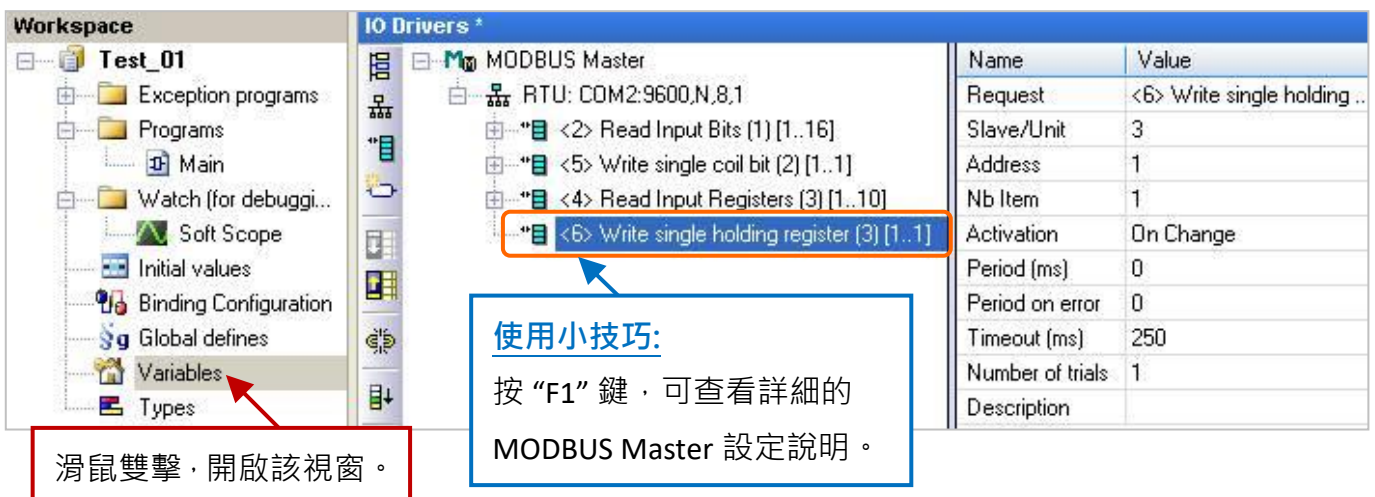 Workspace
Test_01
Exception programs
Programs
Main
Watch (for debuggi...
Soft Scope
Initial values
Binding Configuration
Global defines
Variables
Types
IO Drivers *
MODBUS Master
RTU: COM2:9600,N,8,1
<2> Read Input Bits (1) [1..16]
<5> Write single coil bit (2) [1..1]
<4> Read Input Registers (3) [1..10]
<6> Write single holding register (3) [1..1]
Name Value
Request <6> Write single holding ..
Slave/Unit 3
Address 1
Nb Item 1
Activation On Change
Period (ms) 0
Period on error 0
Timeout (ms) 250
Number of trials 1
Description
使用小技巧:
按 “F1” 鍵，可查看詳細的
MODBUS Master 設定說明。
滑鼠雙擊，開啟該視窗。